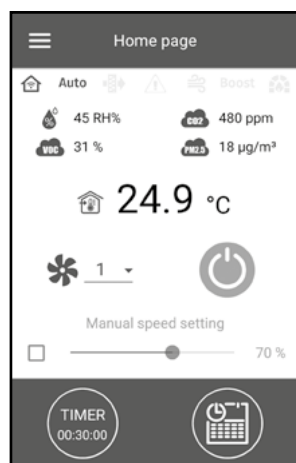 Home page
Auto Boost
45 RH% CO2 480 ppm
VOC 31 % PM2.5 18 µg/m³
24.9 °C
1
Manual speed setting
70 %
TIMER
00:30:00